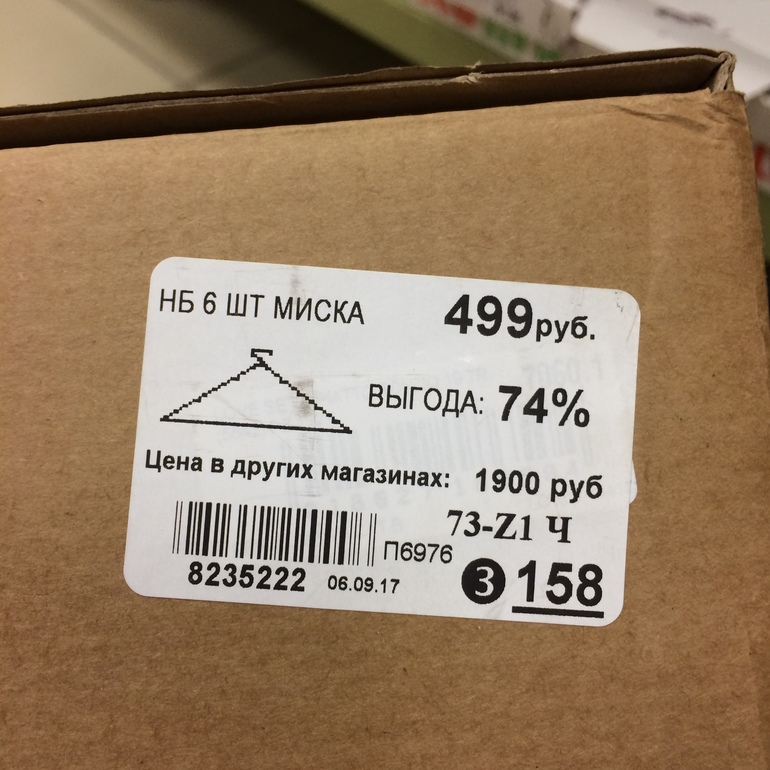 НБ 6 ШТ МИСКА
499руб.
ВЫГОДА: 74%
Цена в других магазинах: 1900 руб
73-Z1 Ч
П6976
8235222 06.09.17
3 158